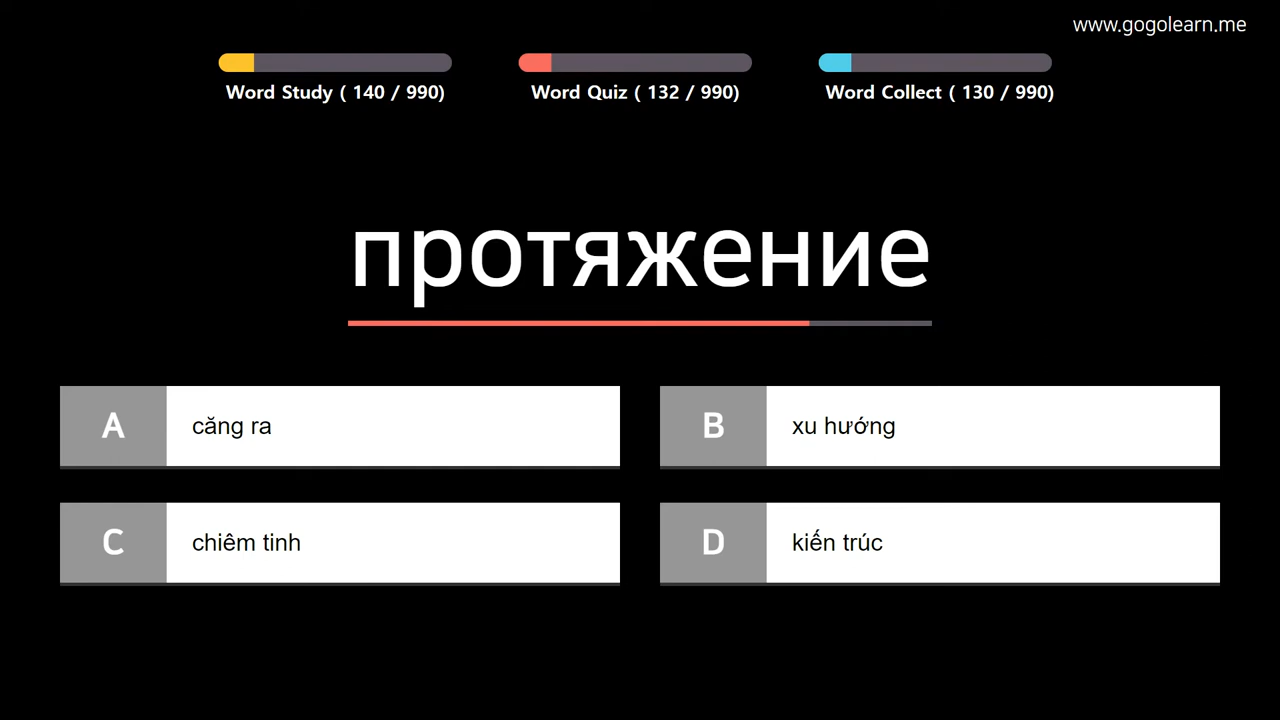 www.gogolearn.me
Word Study ( 140 / 990)
Word Quiz ( 132 / 990)
Word Collect ( 130 / 990)
протяжение
A căng ra
B xu hướng
C chiêm tinh
D kiến trúc